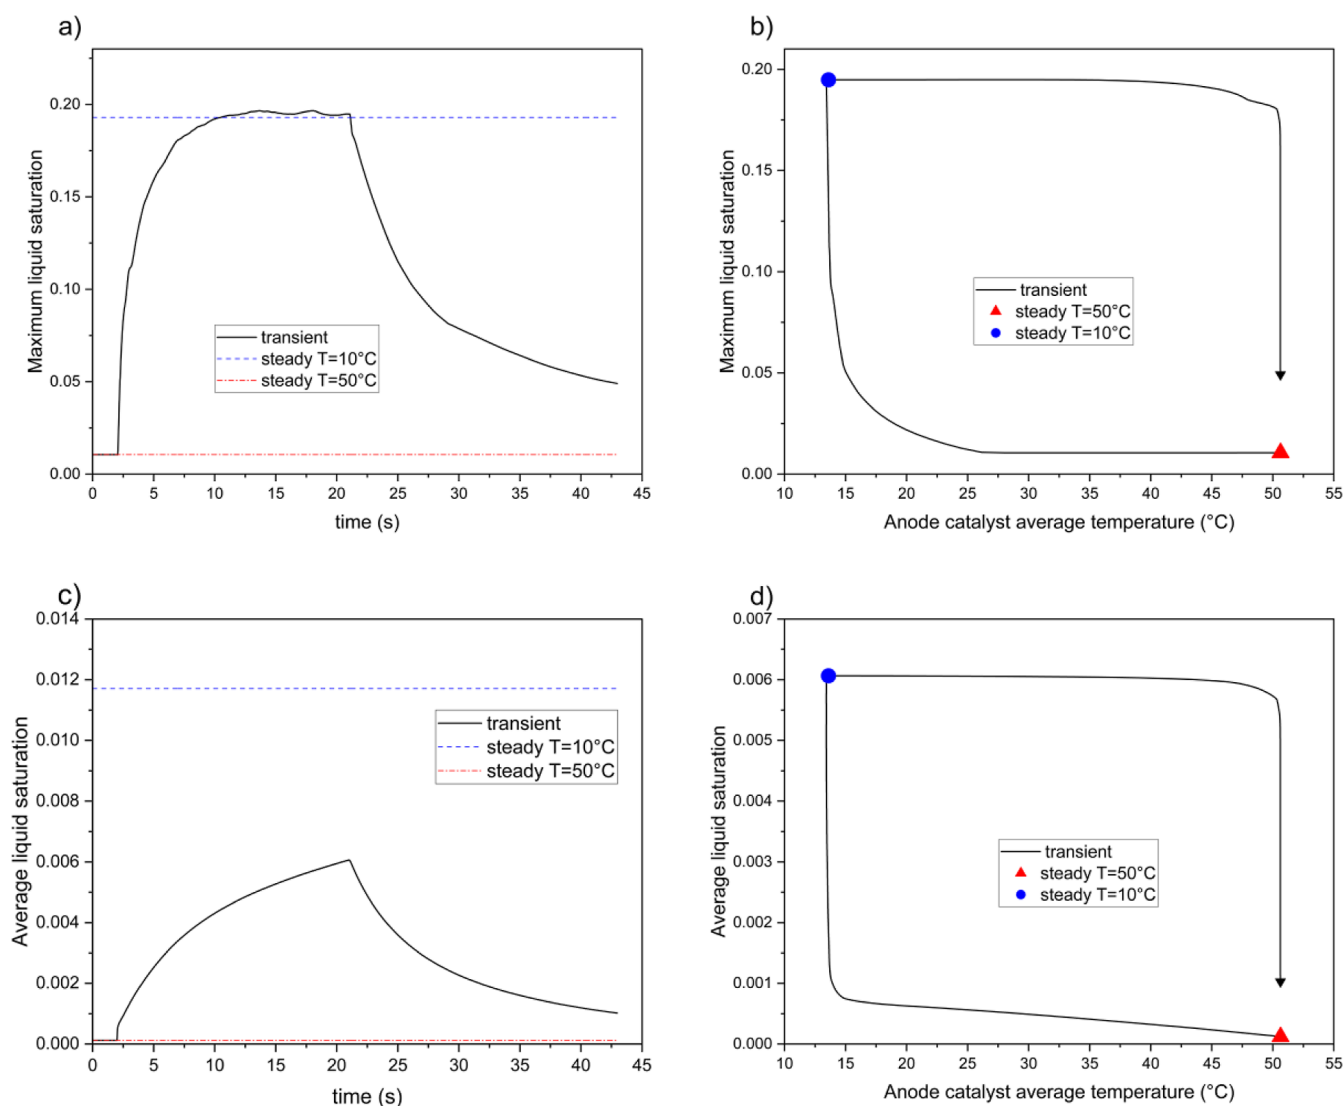 a)
0.20
0.15
0.10
0.05
0.00
Maximum liquid saturation
transient
steady T=10°C
steady T=50°C
0 5 10 15 20 25 30 35 40 45
time (s)
b)
0.20
0.15
0.10
0.05
0.00
Maximum liquid saturation
transient
steady T=50°C
steady T=10°C
10 15 20 25 30 35 40 45 50 55
Anode catalyst average temperature (°C)
c)
0.014
0.012
0.010
0.008
0.006
0.004
0.002
0.000
Average liquid saturation
transient
steady T=10°C
steady T=50°C
0 5 10 15 20 25 30 35 40 45
time (s)
d)
0.007
0.006
0.005
0.004
0.003
0.002
0.001
0.000
Average liquid saturation
transient
steady T=50°C
steady T=10°C
10 15 20 25 30 35 40 45 50 55
Anode catalyst average temperature (°C)